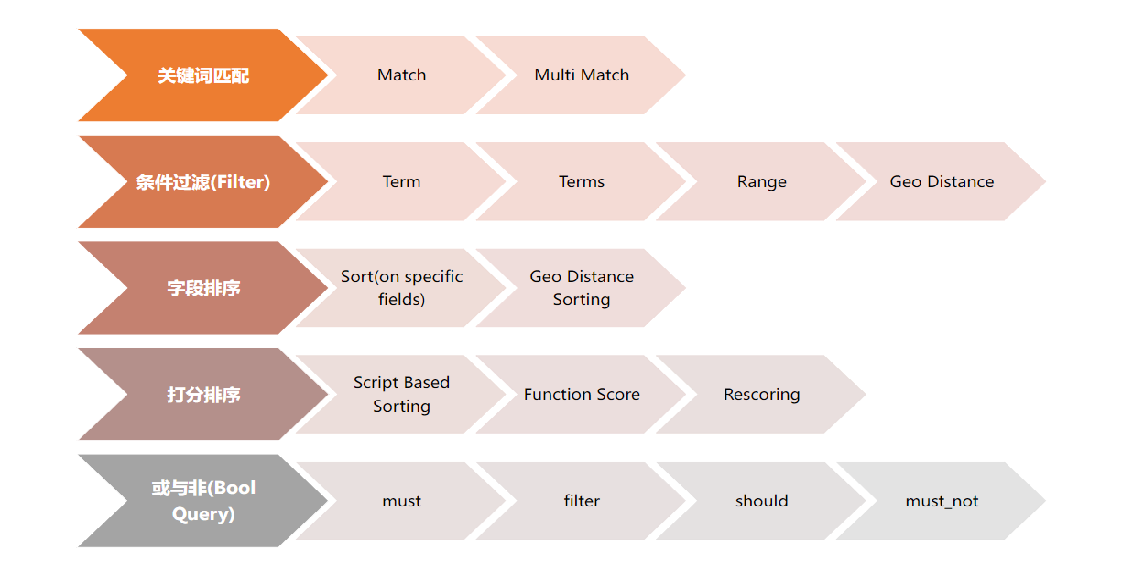 关键词匹配
Match
Multi Match
条件过滤(Filter)
Term
Terms
Range
Geo Distance
字段排序
Sort(on specific
fields)
Geo Distance
Sorting
打分排序
Script Based
Sorting
Function Score
Rescoring
或与非(Bool
Query)
must
filter
should
must_not